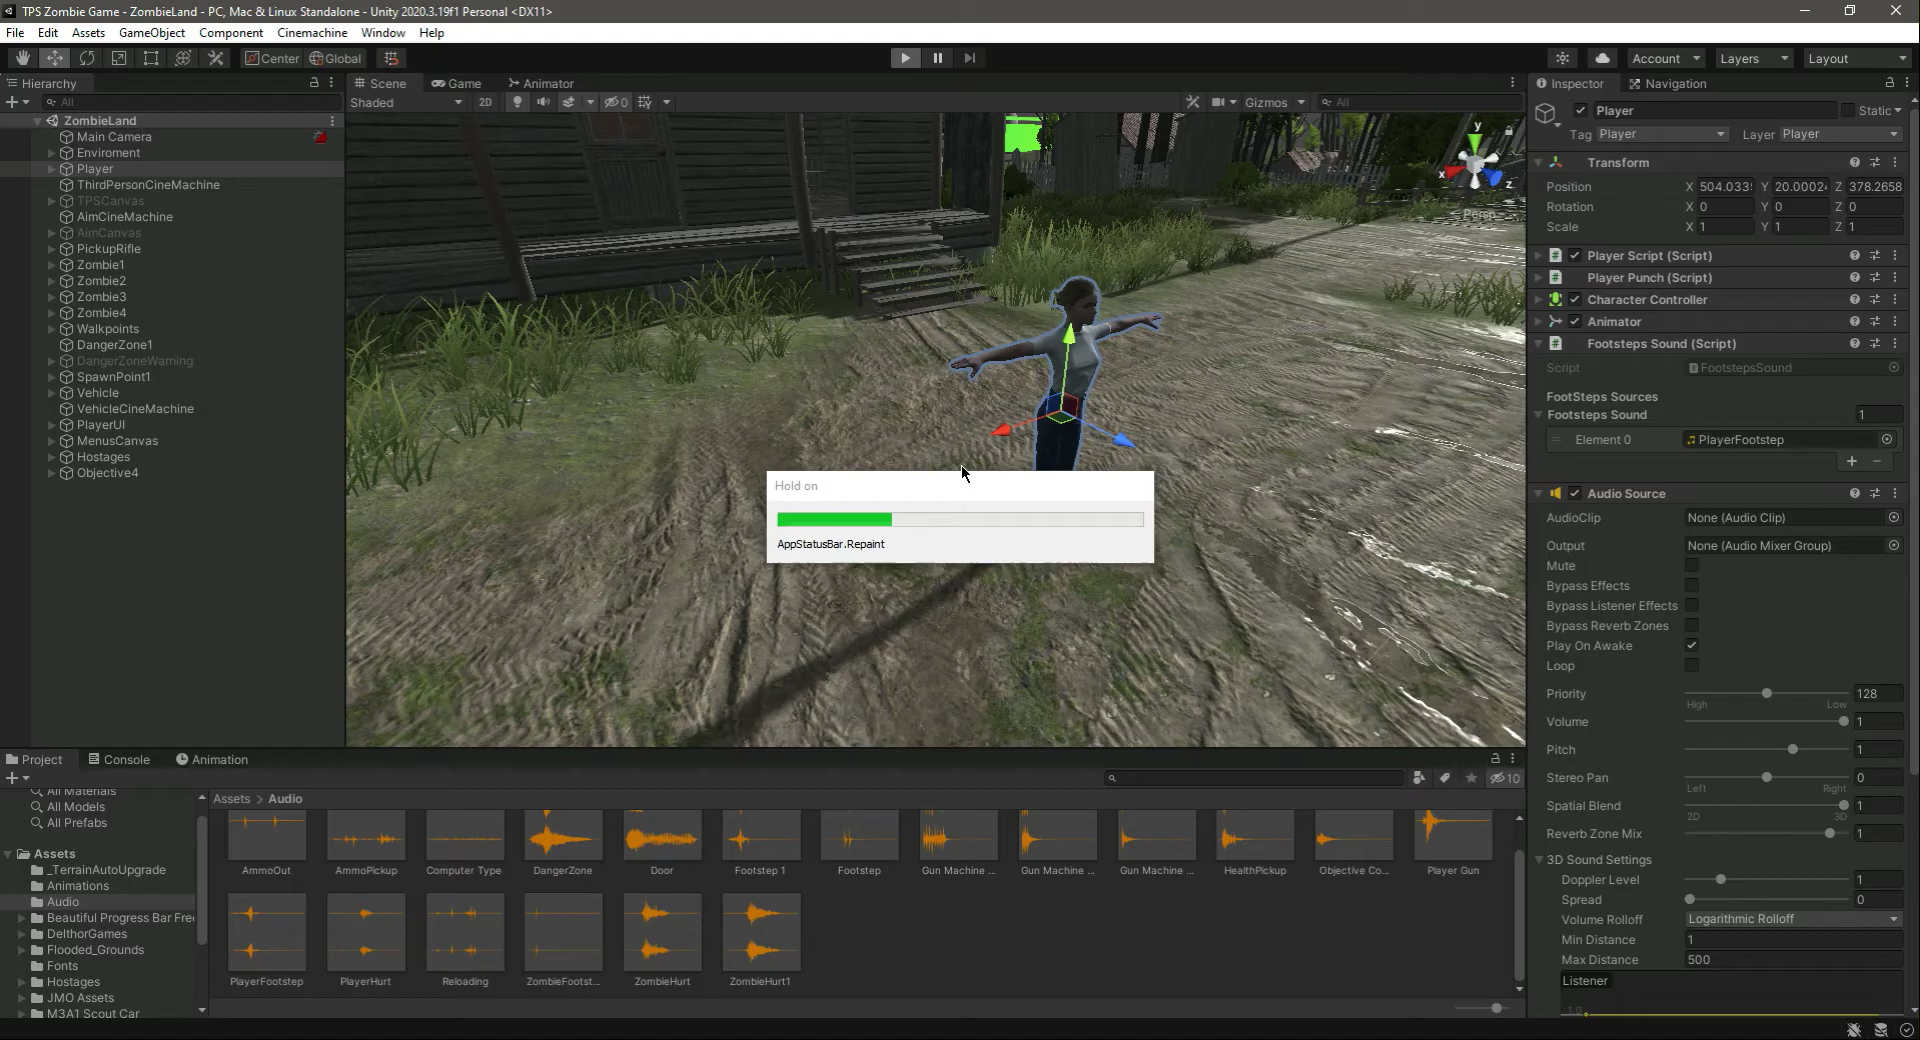 TPS Zombie Game - ZombieLand - PC, Mac & Linux Standalone - Unity 2020.3.19f1 Personal <DX11>
File Edit Assets GameObject Component Cinemachine Window Help
Center Global Account Layers Layout
Hierarchy
All
ZombieLand
Main Camera
Enviroment
Player
ThirdPersonCineMachine
TPSCanvas
AimCineMachine
AimCanvas
PickupRifle
Zombie1
Zombie2
Zombie3
Zombie4
Walkpoints
DangerZone1
DangerZoneWarning
SpawnPoint1
Vehicle
VehicleCineMachine
PlayerUI
MenusCanvas
Hostages
Objective4
Scene Game Animator
Shaded 2D 0 Gizmos All
y
x
z
Persp
Hold on
AppStatusBar.Repaint
Inspector Navigation
Player Static
Tag Player Layer Player
Transform
Position X 504.033 Y 20.0002 Z 378.2658
Rotation X 0 Y 0 Z 0
Scale X 1 Y 1 Z 1
Player Script (Script)
Player Punch (Script)
Character Controller
Animator
Footsteps Sound (Script)
Script FootstepsSound
FootSteps Sources
Footsteps Sound 1
Element 0 PlayerFootstep
Audio Source
AudioClip None (Audio Clip)
Output None (Audio Mixer Group)
Mute
Bypass Effects
Bypass Listener Effects
Bypass Reverb Zones
Play On Awake
Loop
Priority 128
High Low
Volume 1
Pitch 1
Stereo Pan 0
Left Right
Spatial Blend 1
2D 3D
Reverb Zone Mix 1
3D Sound Settings
Doppler Level 1
Spread 0
Volume Rolloff Logarithmic Rolloff
Min Distance 1
Max Distance 500
Listener
1.0
Project Console Animation
10
All Materials
All Models
All Prefabs
Assets
_TerrainAutoUpgrade
Animations
Audio
Beautiful Progress Bar Free
DelthorGames
Flooded_Grounds
Fonts
Hostages
JMO Assets
M3A1 Scout Car
Assets > Audio
AmmoOut AmmoPickup Computer Type DangerZone Door Footstep 1 Footstep Gun Machine ... Gun Machine ... Gun Machine ... HealthPickup Objective Co... Player Gun
PlayerFootstep PlayerHurt Reloading ZombieFootst... ZombieHurt ZombieHurt1